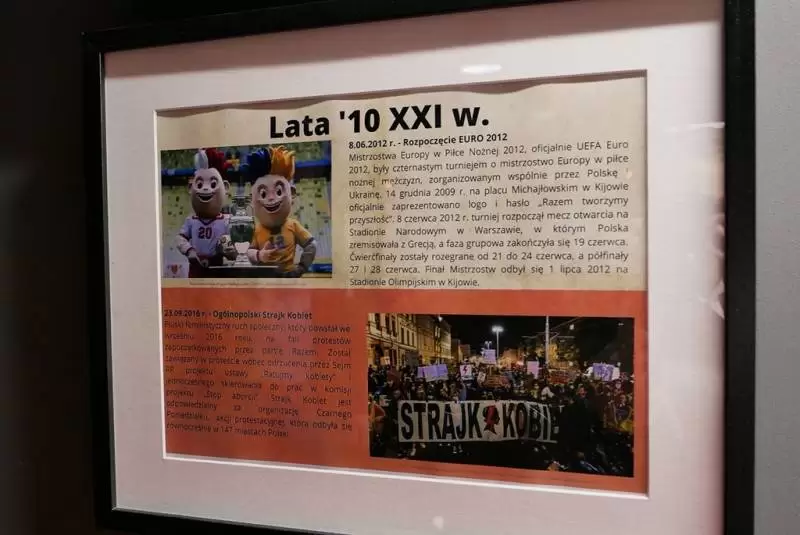 Lata '10 XXI w.
8.06.2012 r. - Rozpoczęcie EURO 2012
Mistrzostwa Europy w Piłce Nożnej 2012, oficjalnie UEFA Euro
2012, były czternastym turniejem o mistrzostwo Europy w piłce
nożnej mężczyzn, zorganizowanym wspólnie przez Polskę i
Ukrainę. 14 grudnia 2009 r. na placu Michajłowskim w Kijowie
oficjalnie zaprezentowano logo i hasło „Razem tworzymy
przyszłość". 8 czerwca 2012 r. turniej rozpoczął mecz otwarcia na
Stadionie Narodowym w Warszawie, w którym Polska
zremisowała z Grecją, a faza grupowa zakończyła się 19 czerwca.
Ćwierćfinały zostały rozegrane od 21 do 24 czerwca, a półfinały
27 i 28 czerwca. Finał Mistrzostw odbył się 1 lipca 2012 na
Stadionie Olimpijskim w Kijowie.
20
23.09.2016 r. - Ogólnopolski Strajk Kobiet
Polski feministyczny ruch społeczny, który powstał we
wrześniu 2016 roku na fali protestów
zapoczątkowanych przez partię Razem. Został
zawiązany w proteście wobec odrzucenia przez Sejm
RP projektu ustawy „Ratujmy kobiety" i
jednoczesnego skierowania do prac w komisji
projektu „Stop aborcji". Strajk Kobiet jest
odpowiedzialny za organizację Czarnego
Poniedziałku, akcji protestacyjnej, która odbyła się
równocześnie w 147 miastach Polski.
STRAJK KOBIE